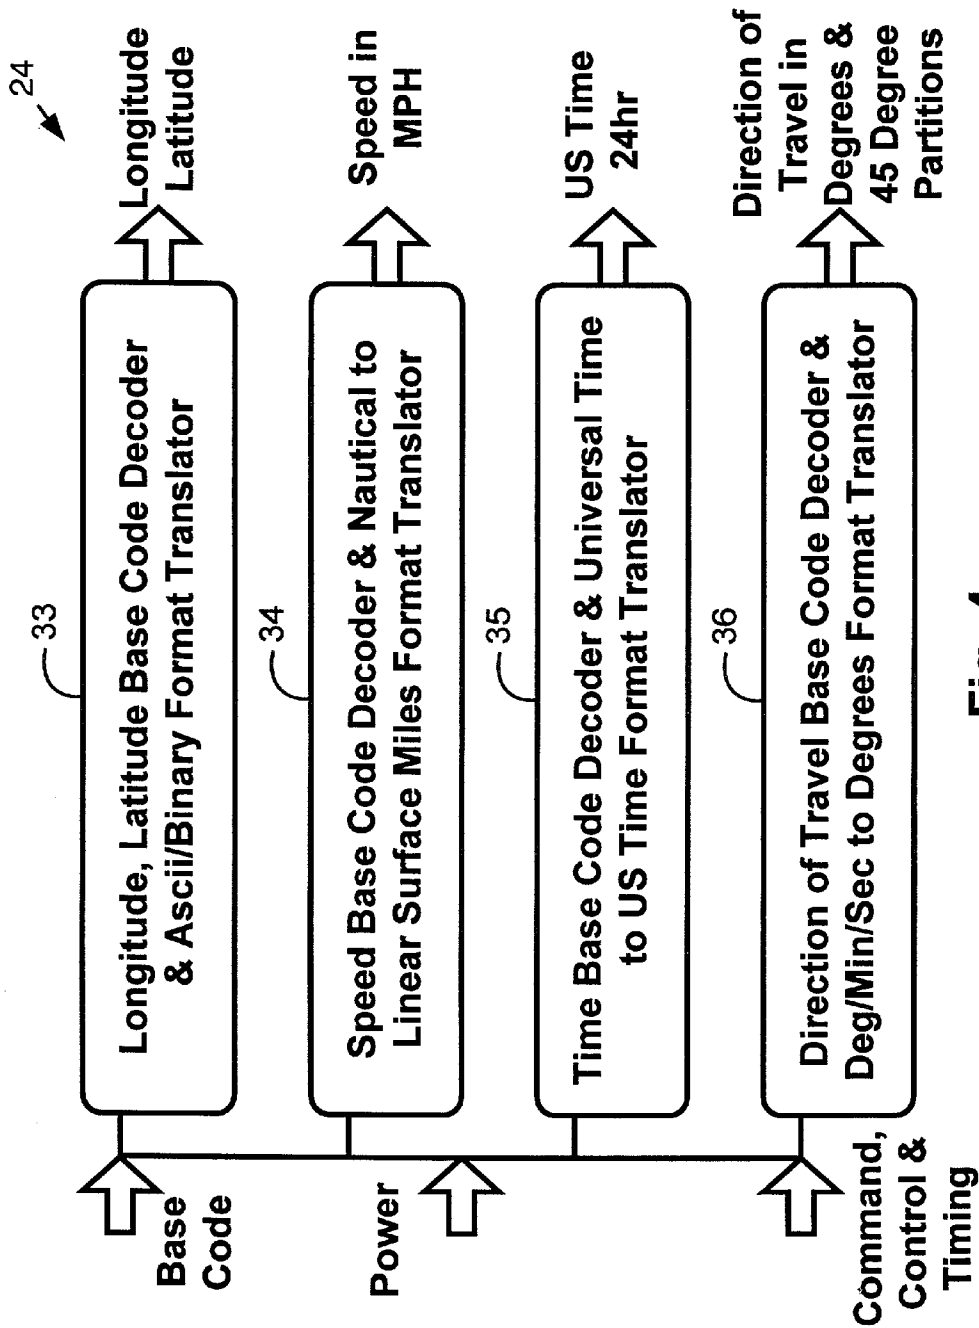 24
Base
Code
33
Longitude, Latitude Base Code Decoder
& Ascii/Binary Format Translator
Longitude
Latitude
34
Speed Base Code Decoder & Nautical to
Linear Surface Miles Format Translator
Speed in
MPH
Power
35
Time Base Code Decoder & Universal Time
to US Time Format Translator
US Time
24hr
Command,
Control &
Timing
36
Direction of Travel Base Code Decoder &
Deg/Min/Sec to Degrees Format Translator
Direction of
Travel in
Degrees &
45 Degree
Partitions